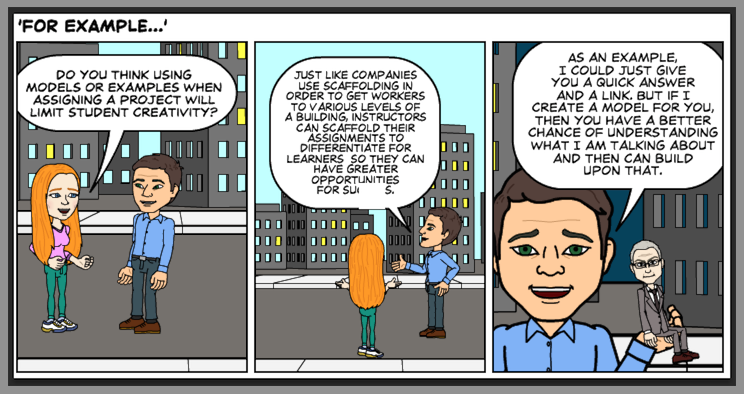 'FOR EXAMPLE...'
DO YOU THINK USING
MODELS OR EXAMPLES WHEN
ASSIGNING A PROJECT WILL
LIMIT STUDENT CREATIVITY?
JUST LIKE COMPANIES
USE SCAFFOLDING IN
ORDER TO GET WORKERS
TO VARIOUS LEVELS OF
A BUILDING, INSTRUCTORS
CAN SCAFFOLD THEIR
ASSIGNMENTS TO
DIFFERENTIATE FOR
LEARNERS SO THEY CAN
HAVE GREATER
OPPORTUNITIES
FOR
AS AN EXAMPLE,
I COULD JUST GIVE
YOU A QUICK ANSWER
AND A LINK. BUT IF I
CREATE A MODEL FOR YOU,
THEN YOU HAVE A BETTER
CHANCE OF UNDERSTANDING
WHAT I AM TALKING ABOUT
AND THEN CAN BUILD
UPON THAT.